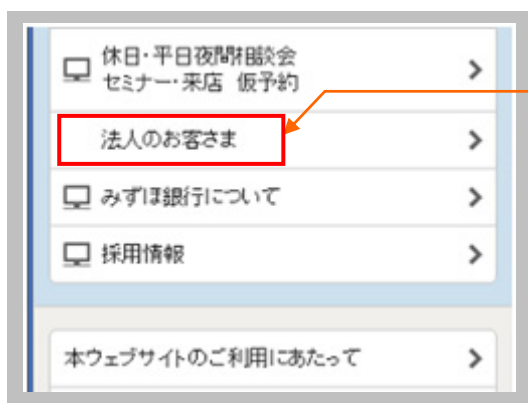 休日・平日夜間相談会
セミナー・来店 仮予約
法人のお客さま
みずほ銀行について
採用情報
本ウェブサイトのご利用にあたって